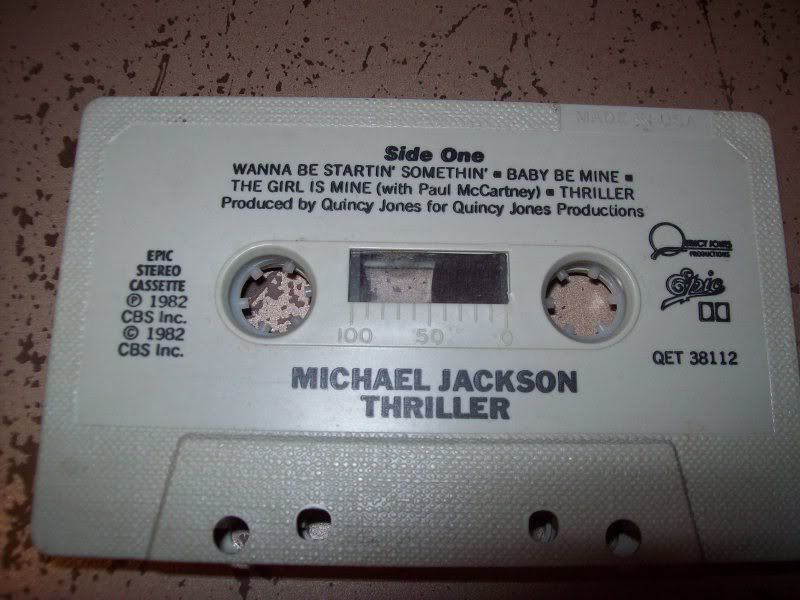 MADE IN USA
Side One
WANNA BE STARTIN' SOMETHIN' ▪ BABY BE MINE ▪
THE GIRL IS MINE (with Paul McCartney) ▪ THRILLER
Produced by Quincy Jones for Quincy Jones Productions
EPIC
STEREO
CASSETTE
℗ 1982
CBS Inc.
© 1982
CBS Inc.
QUINCY JONES
PRODUCTIONS
Epic
QET 38112
100 50 0
MICHAEL JACKSON
THRILLER